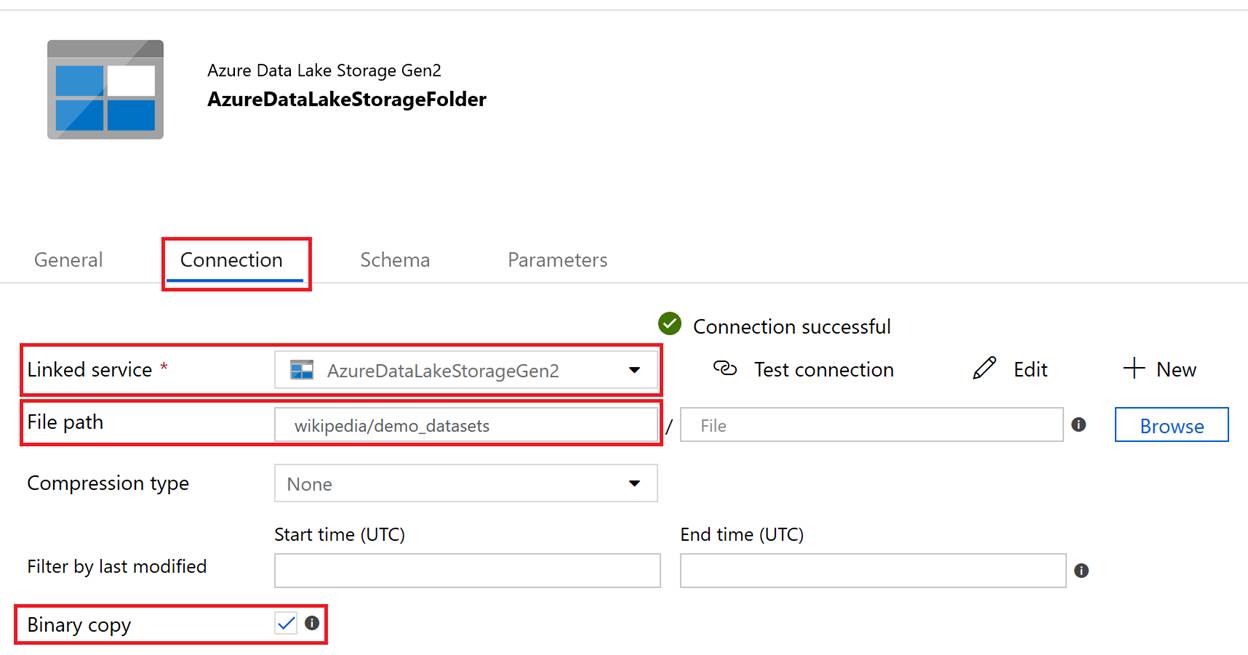 Azure Data Lake Storage Gen2
AzureDataLakeStorageFolder
General Connection Schema Parameters
Connection successful
Linked service * AzureDataLakeStorageGen2 Test connection Edit New
File path wikipedia/demo_datasets / File Browse
Compression type None
Start time (UTC) End time (UTC)
Filter by last modified
Binary copy